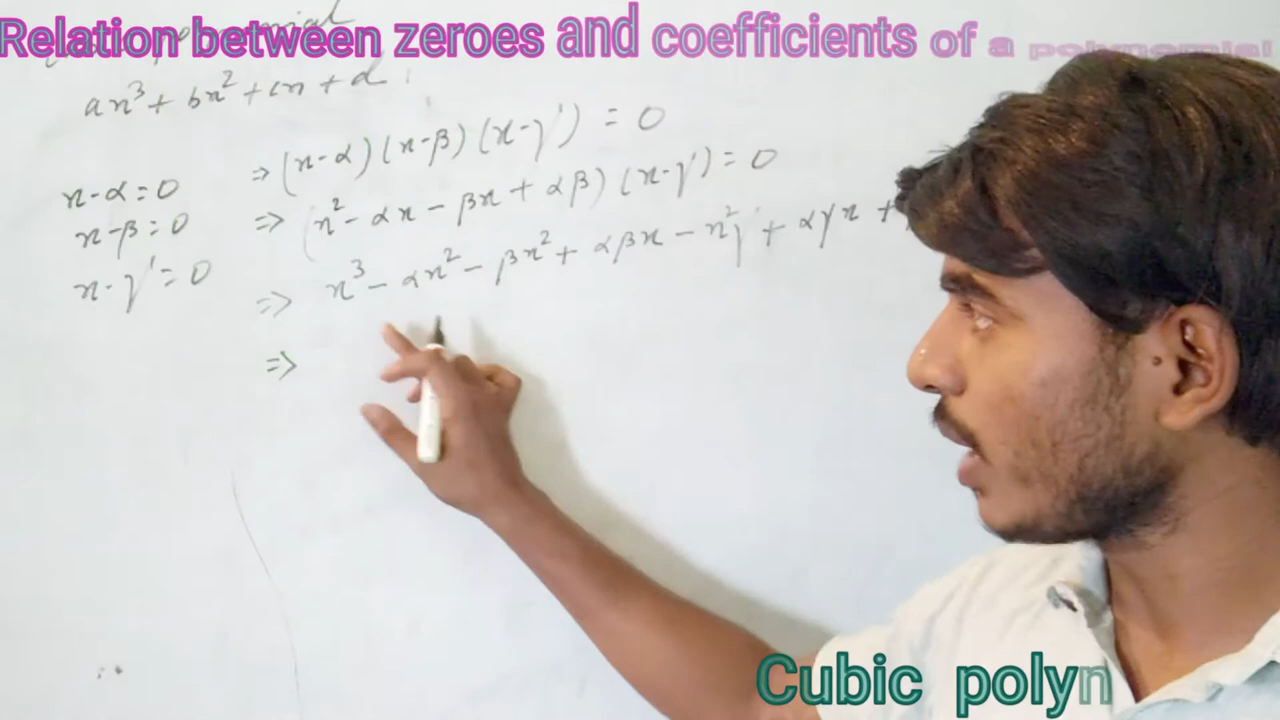 Relation between zeroes and coefficients of a polynomial
ax³ + bx² + cx + d
x-α=0
x-β=0
x-γ=0
⇒ (x-α)(x-β)(x-γ) = 0
⇒ (x² - αx - βx + αβ)(x-γ) = 0
⇒ x³ - αx² - βx² + αβx - x²γ + αγx +
⇒
Cubic polyn